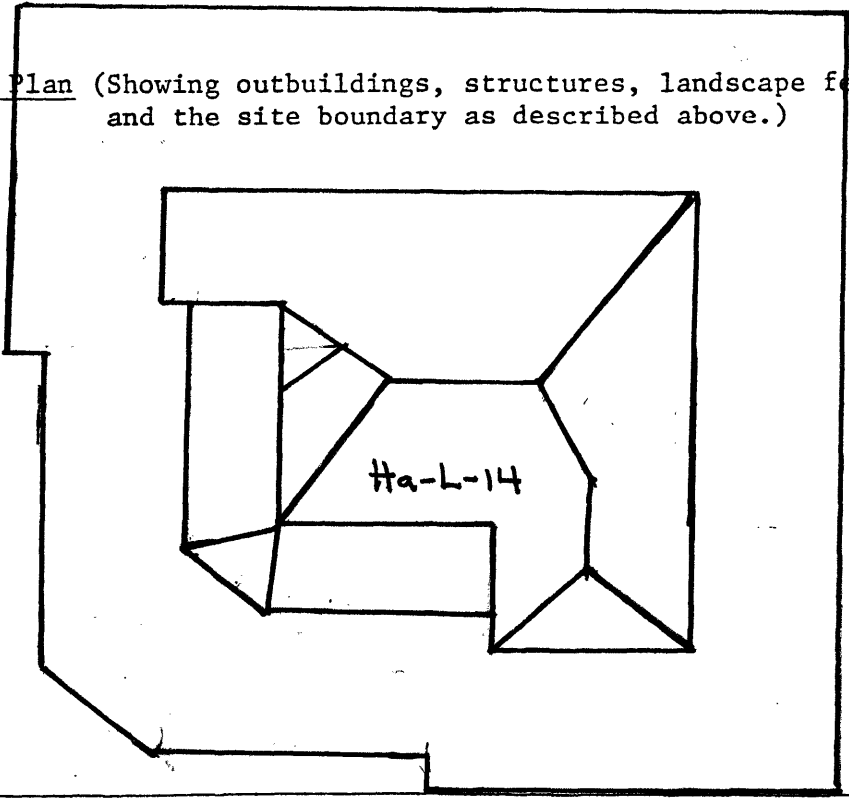 Plan (Showing outbuildings, structures, landscape
and the site boundary as described above.)
Ha-L-14